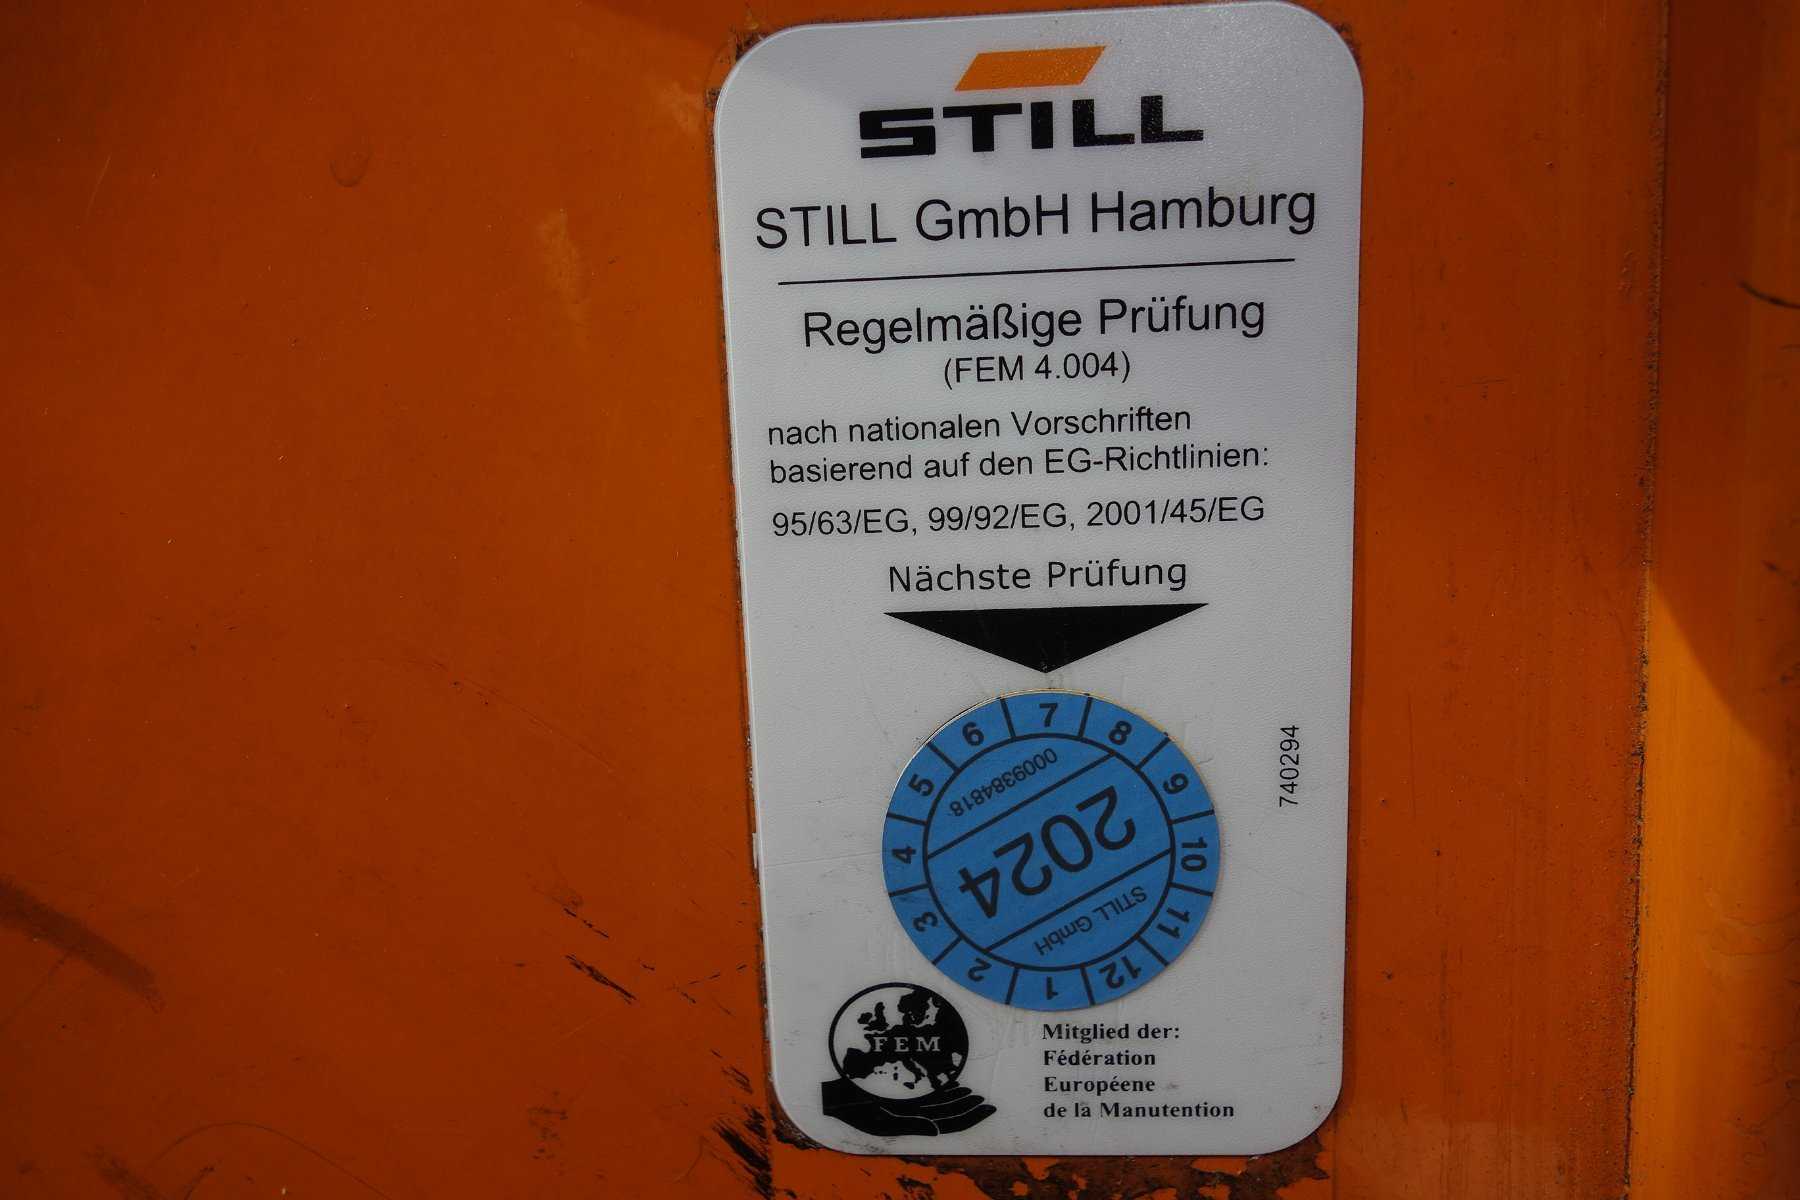 STILL
STILL GmbH Hamburg
Regelmäßige Prüfung
(FEM 4.004)
nach nationalen Vorschriften
basierend auf den EG-Richtlinien:
95/63/EG, 99/92/EG, 2001/45/EG
Nächste Prüfung
1 2 3 4 5 6 7 8 9 10 11 12
STILL GmbH
2024
0009384818
740294
FEM
Mitglied der:
Fédération
Européene
de la Manutention